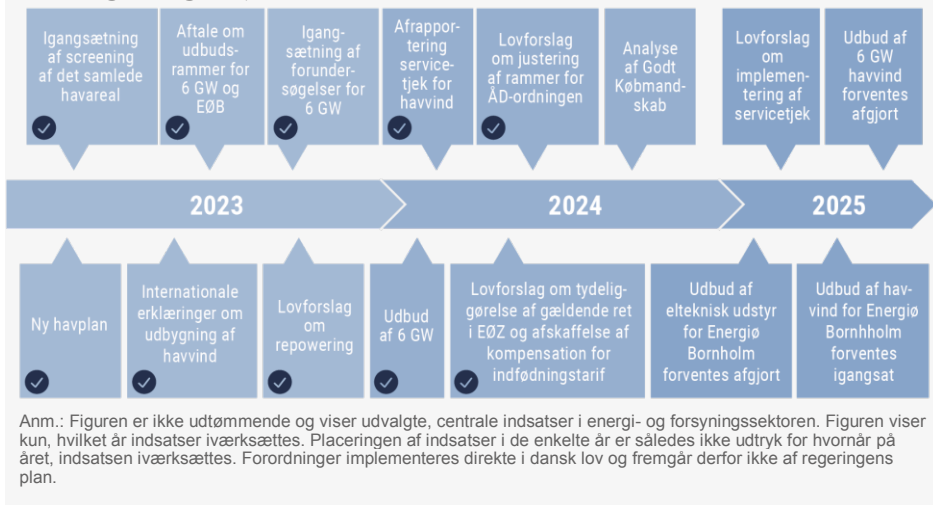 Igangsætning
af screening
af det samlede
havareal
Aftale om
udbuds-
rammer for
6 GW og
EØB
Igang-
sætning af
forunder-
søgelser for
6 GW
Afrappor-
tering
service-
tjek for
havvind
Lovforslag
om justering
af rammer for
ÅD-ordningen
Analyse
af Godt
Købmand-
skab
Lovforslag
om
implemen-
tering af
servicetjek
Udbud af
6 GW
havvind
forventes
afgjort
2023
2024
2025
Ny havplan
Internationale
erklæringer om
udbygning af
havvind
Lovforslag
om
repowering
Udbud
af 6 GW
Lovforslag om tydelig-
gørelse af gældende ret
i EØZ og afskaffelse af
kompensation for
indfødningstarif
Udbud af
elteknisk udstyr
for Energiø
Bornholm
forventes afgjort
Udbud af hav-
vind for Energiø
Bornhholm
forventes
igangsat
Anm.: Figuren er ikke udtømmende og viser udvalgte, centrale indsatser i energi- og forsyningssektoren. Figuren viser
kun, hvilket år indsatser iværksættes. Placeringen af indsatser i de enkelte år er således ikke udtryk for hvornår på
året, indsatsen iværksættes. Forordninger implementeres direkte i dansk lov og fremgår derfor ikke af regeringens
plan.